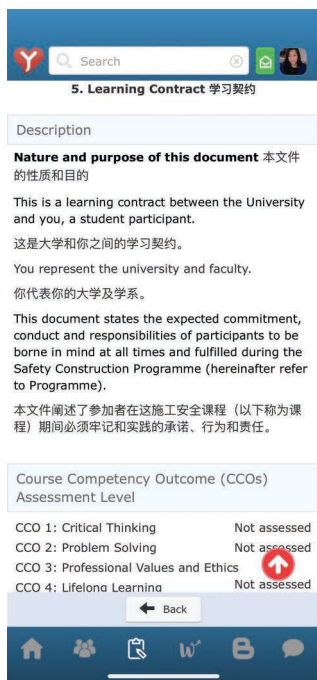 Search
5. Learning Contract 学习契约
Description
Nature and purpose of this document 本文件
的性质和目的
This is a learning contract between the University
and you, a student participant.
这是大学和你之间的学习契约。
You represent the university and faculty.
你代表你的大学及学系。
This document states the expected commitment,
conduct and responsibilities of participants to be
borne in mind at all times and fulfilled during the
Safety Construction Programme (hereinafter refer
to Programme).
本文件阐述了参加者在这施工安全课程（以下称为课
程）期间必须牢记和实践的承诺、行为和责任。
Course Competency Outcome (CCOs)
Assessment Level
CCO 1: Critical Thinking Not assessed
CCO 2: Problem Solving Not assessed
CCO 3: Professional Values and Ethics
CCO 4: Lifelong Learning Not assessed
Back